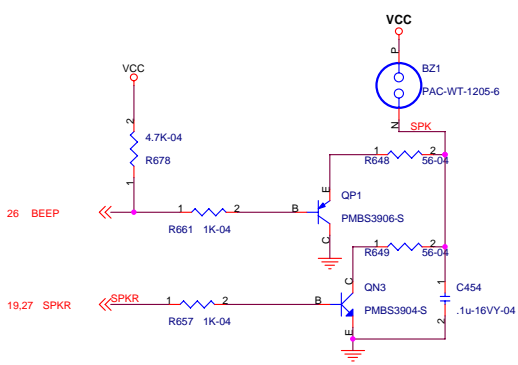 VCC
P
BZ1
PAC-WT-1205-6
N
SPK
VCC
2
4.7K-04
R678
1
1 2
R648 56-04
E
QP1
26 BEEP
1 2
B
R661 1K-04
PMBS3906-S
C
1 2
R649 56-04
C
QN3
1
C454
19,27 SPKR
SPKR
1 2
B
R657 1K-04
PMBS3904-S
.1u-16VY-04
E
2